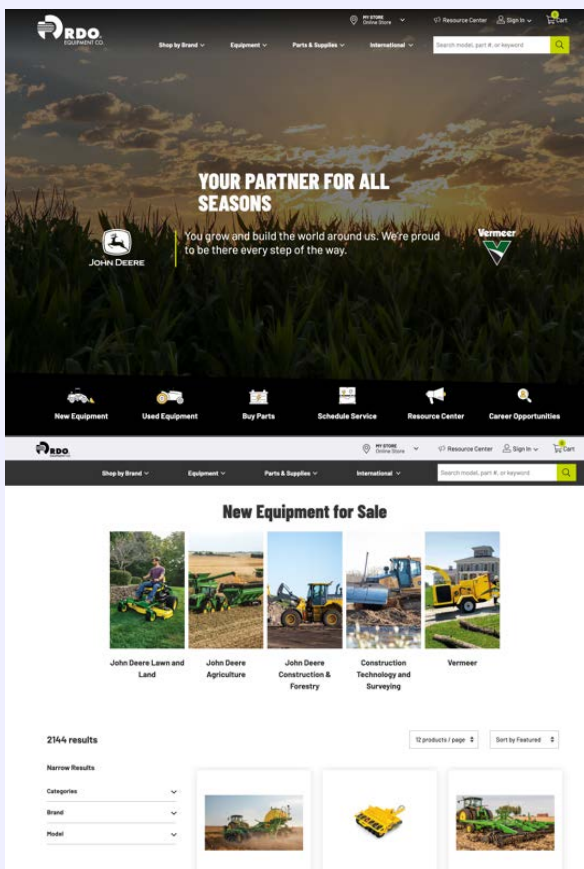 RDO
EQUIPMENT CO.
MY STORE
Online Store
Resource Center
Sign In
0
Cart
Shop by Brand
Equipment
Parts & Supplies
International
Search model, part #, or keyword
YOUR PARTNER FOR ALL
SEASONS
You grow and build the world around us. We're proud
to be there every step of the way.
JOHN DEERE
Vermeer
New Equipment
Used Equipment
Buy Parts
Schedule Service
Resource Center
Career Opportunities
RDO
EQUIPMENT CO.
MY STORE
Online Store
Resource Center
Sign In
0
Cart
Shop by Brand
Equipment
Parts & Supplies
International
Search model, part #, or keyword
New Equipment for Sale
John Deere Lawn and
Land
John Deere
Agriculture
John Deere
Construction &
Forestry
Construction
Technology and
Surveying
Vermeer
2144 results
12 products / page
Sort by Featured
Narrow Results
Categories
Brand
Model